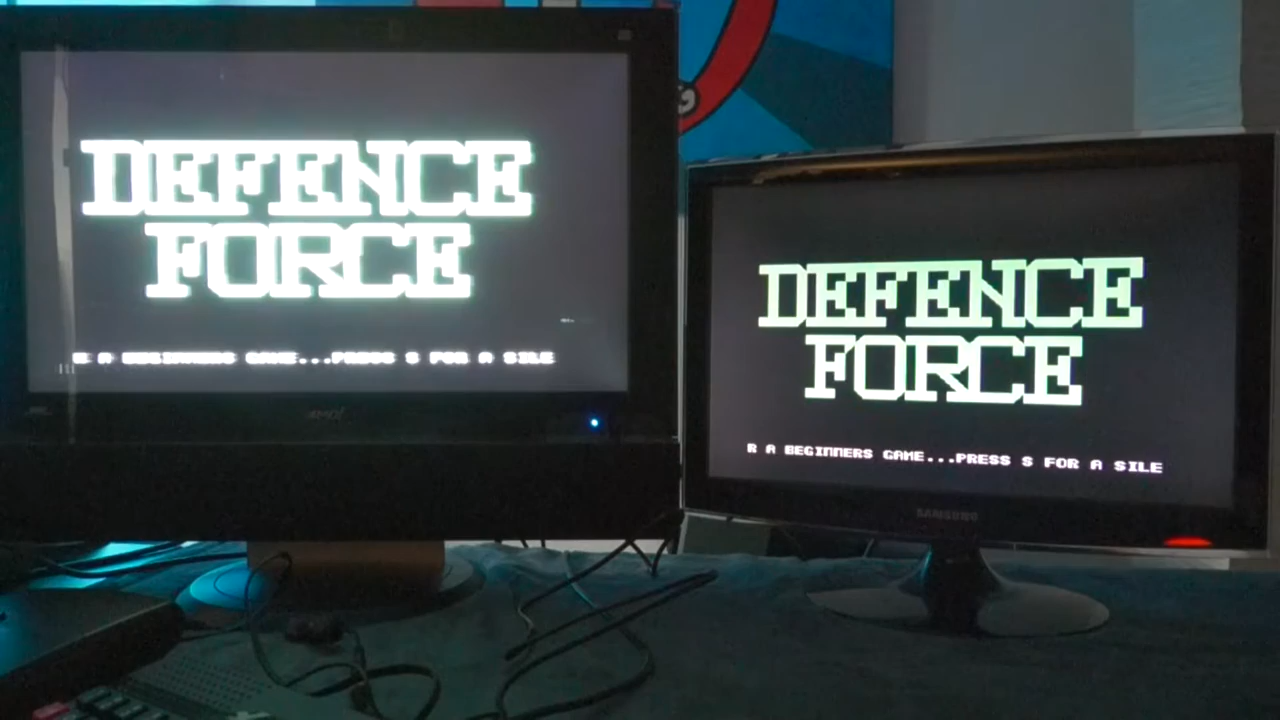 DEFENCE
FORCE
R A BEGINNERS GAME...PRESS S FOR A SILE
DEFENCE
FORCE
R A BEGINNERS GAME...PRESS S FOR A SILE
SAMSUNG